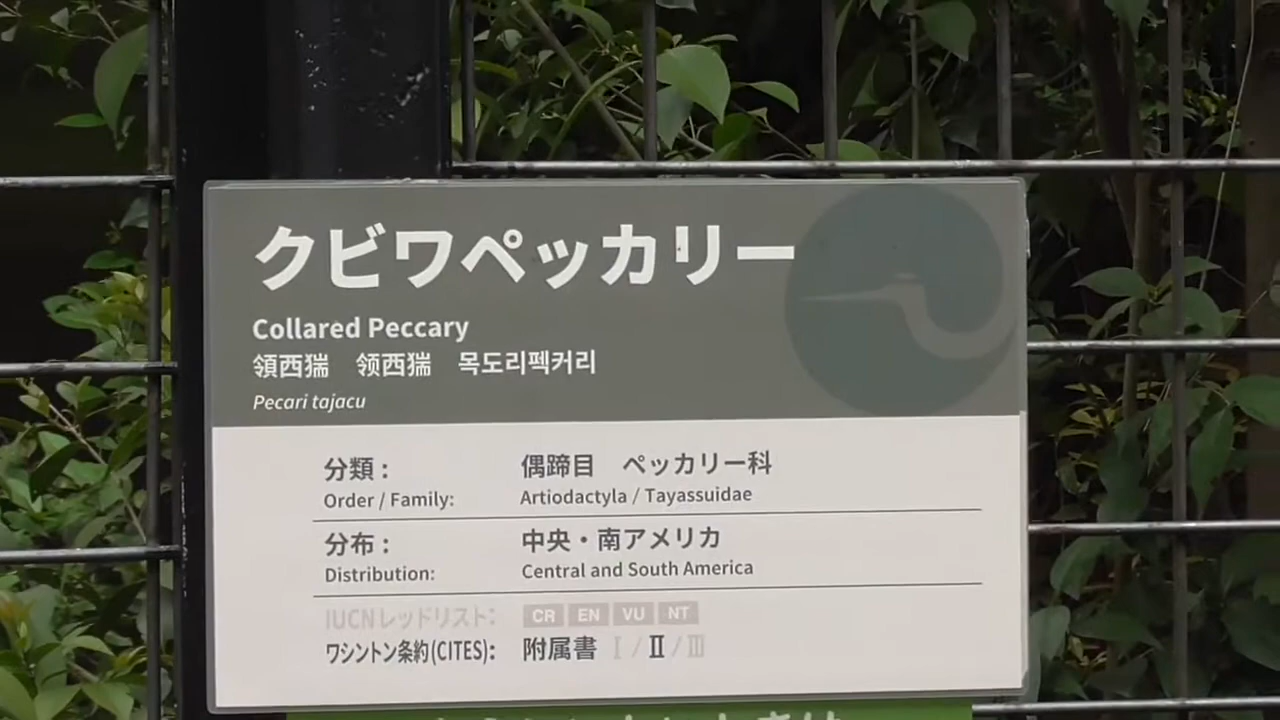 クビワペッカリー
Collared Peccary
領西猯　领西猯　목도리펙커리
Pecari tajacu
分類：　偶蹄目　ペッカリー科
Order / Family:　Artiodactyla / Tayassuidae
分布：　中央・南アメリカ
Distribution:　Central and South America
IUCNレッドリスト：　CR EN VU NT
ワシントン条約(CITES)：　附属書 Ⅰ / Ⅱ / Ⅲ